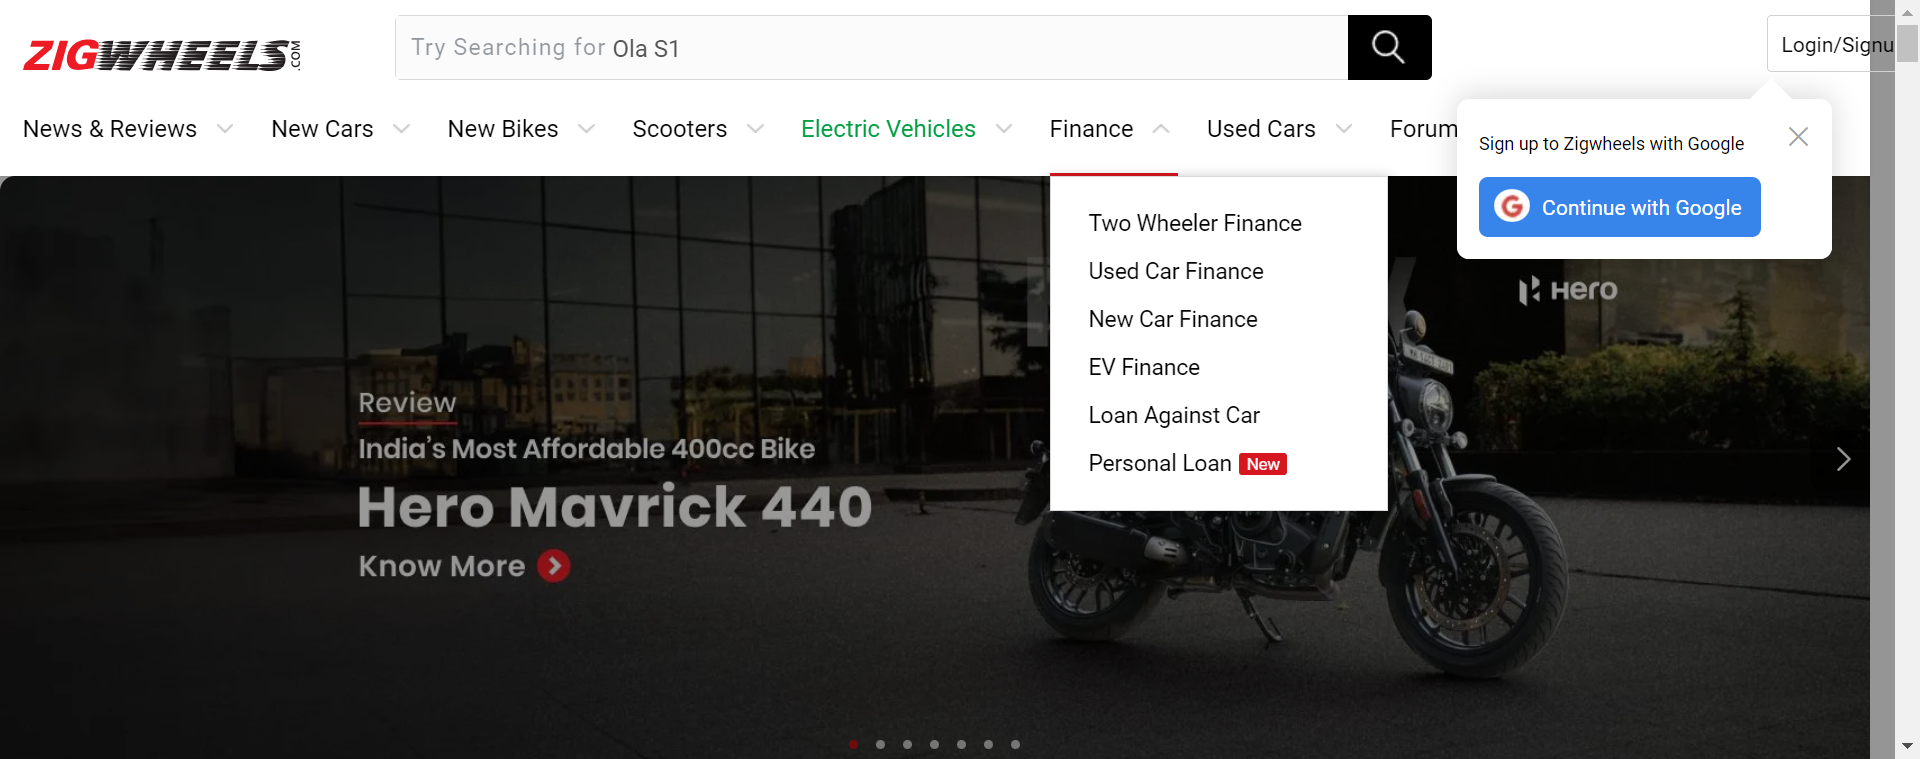 ZIGWHEELS.COM
Try Searching for Ola S1
Login/Signu
News & Reviews
New Cars
New Bikes
Scooters
Electric Vehicles
Finance
Used Cars
Forum
Sign up to Zigwheels with Google
Continue with Google
Two Wheeler Finance
Used Car Finance
New Car Finance
EV Finance
Loan Against Car
Personal Loan New
Hero
Review
India's Most Affordable 400cc Bike
Hero Mavrick 440
Know More